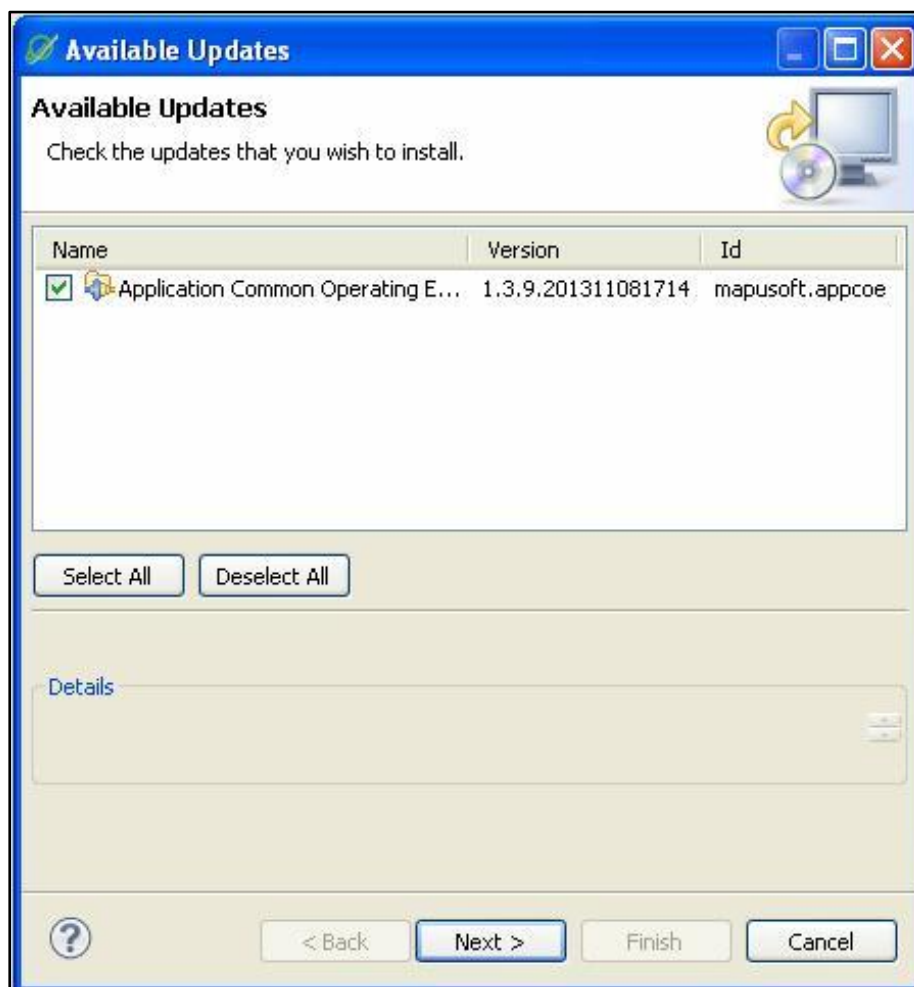 Available Updates
Available Updates
Check the updates that you wish to install.
Name Version Id
Application Common Operating E... 1.3.9.201311081714 mapusoft.appcoe
Select All Deselect All
Details
? < Back Next > Finish Cancel